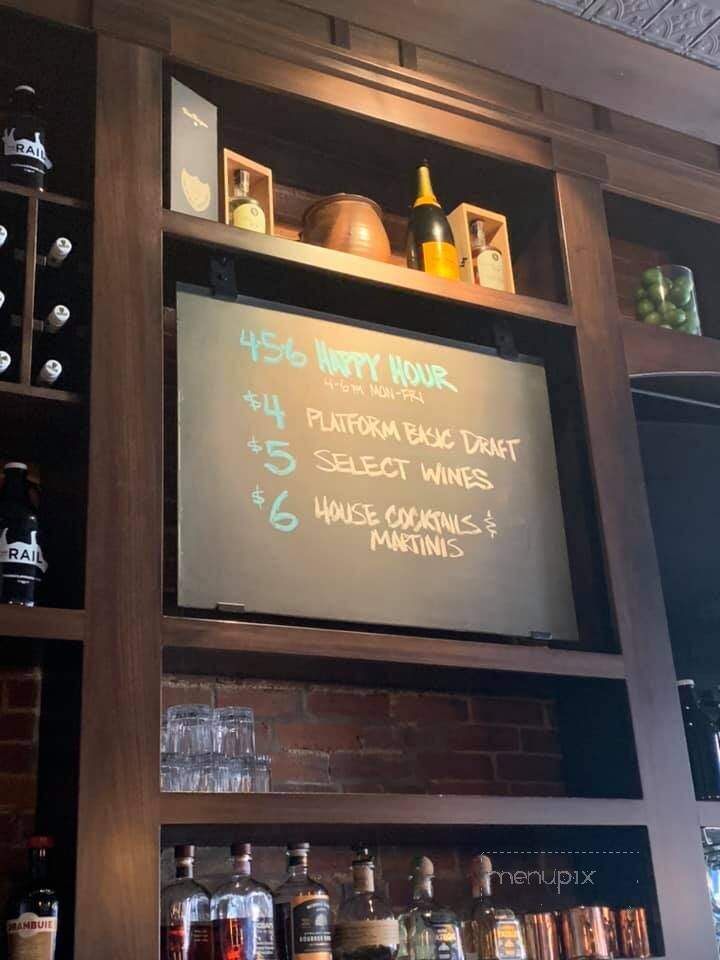 RAIL
456 HAPPY HOUR
4-6PM MON-FRI
$4 PLATFORM BASIC DRAFT
$5 SELECT WINES
$6 HOUSE COCKTAILS &
MARTINIS
RAIL
DRAMBUIE
BOURBON
menupix